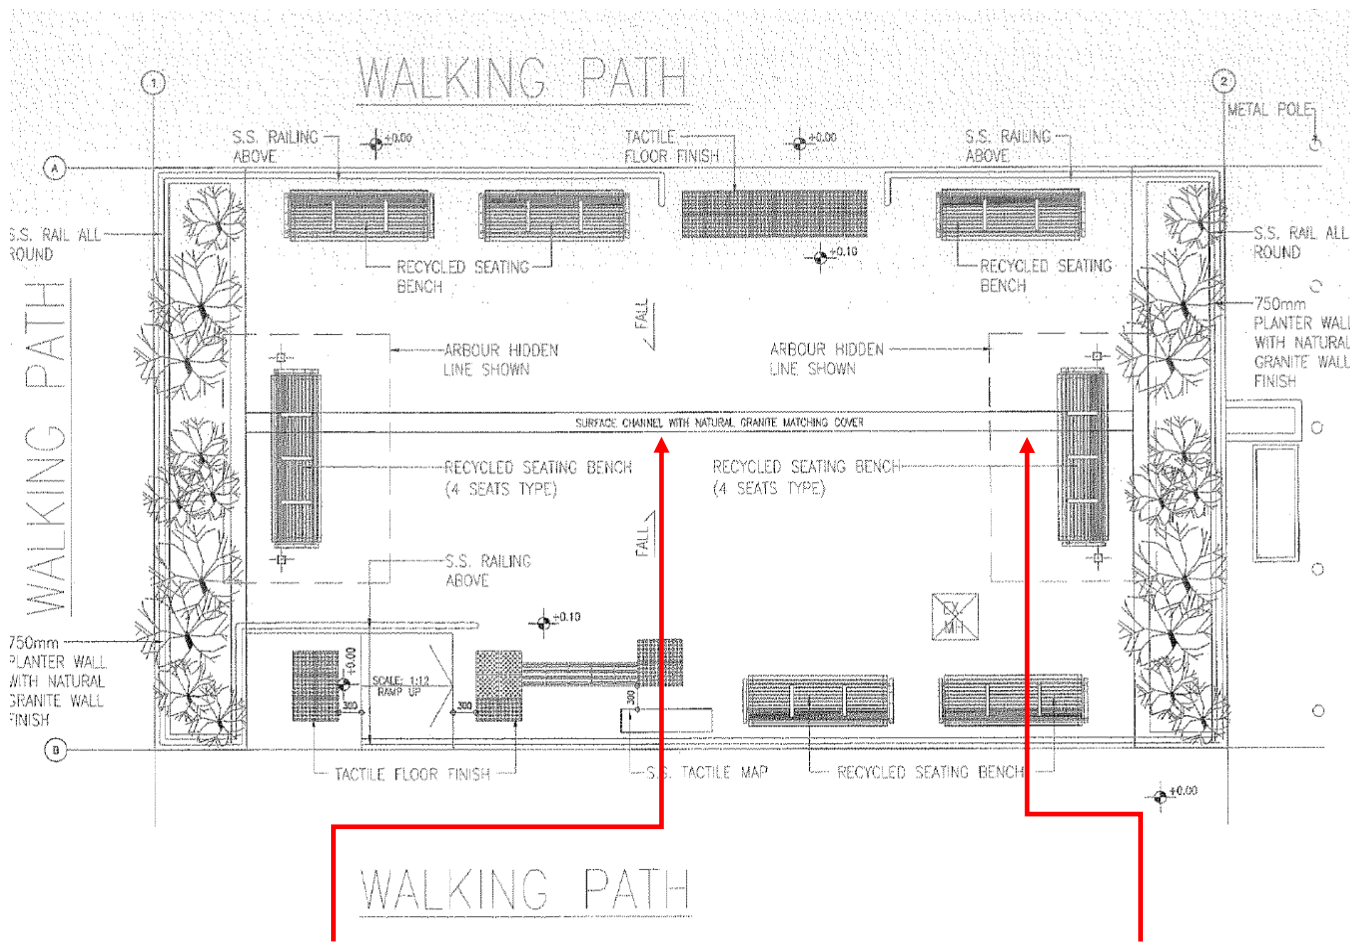 WALKING PATH
1
2
METAL POLE
S.S. RAILING
ABOVE
+0.00
TACTILE
FLOOR FINISH
+0.00
S.S. RAILING
ABOVE
A
S.S. RAIL ALL
ROUND
S.S. RAIL ALL
ROUND
+0.10
RECYCLED SEATING
BENCH
RECYCLED SEATING
BENCH
WALKING PATH
FALL
750mm
PLANTER WALL
WITH NATURAL
GRANITE WALL
FINISH
ARBOUR HIDDEN
LINE SHOWN
ARBOUR HIDDEN
LINE SHOWN
SURFACE CHANNEL WITH NATURAL GRANITE MATCHING COVER
RECYCLED SEATING BENCH
(4 SEATS TYPE)
RECYCLED SEATING BENCH
(4 SEATS TYPE)
FALL
S.S. RAILING
ABOVE
EX.
MH
+0.10
750mm
PLANTER WALL
WITH NATURAL
GRANITE WALL
FINISH
+0.00
SCALE: 1:12
RAMP UP
300
300
300
B
TACTILE FLOOR FINISH
S.S. TACTILE MAP
RECYCLED SEATING BENCH
+0.00
WALKING PATH